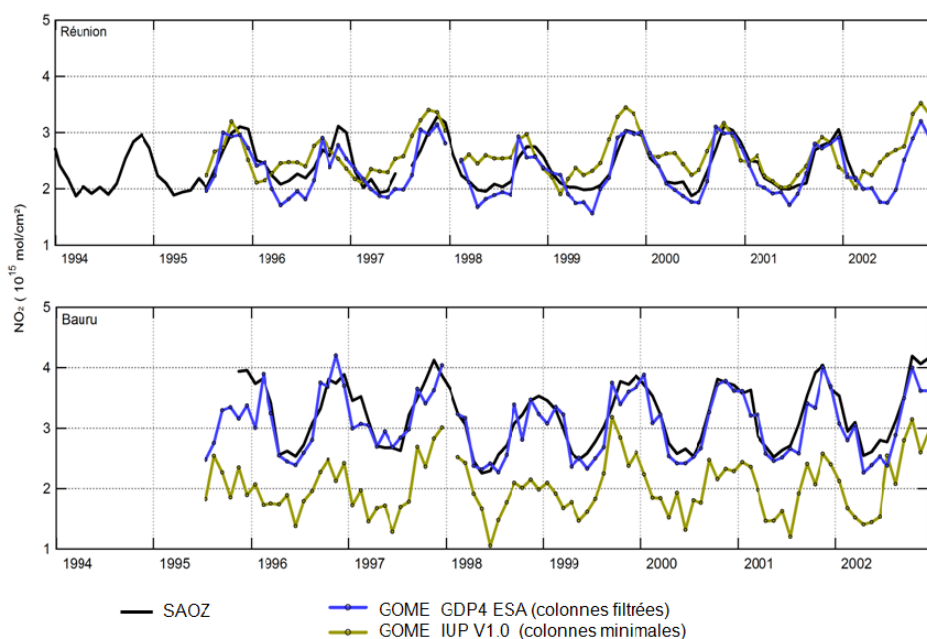 5
Réunion
4
3
2
1
1994 1995 1996 1997 1998 1999 2000 2001 2002
NO₂ ( 10¹⁵ mol/cm²)
5
Bauru
4
3
2
1
1994 1995 1996 1997 1998 1999 2000 2001 2002
SAOZ
GOME GDP4 ESA (colonnes filtrées)
GOME IUP V1.0 (colonnes minimales)